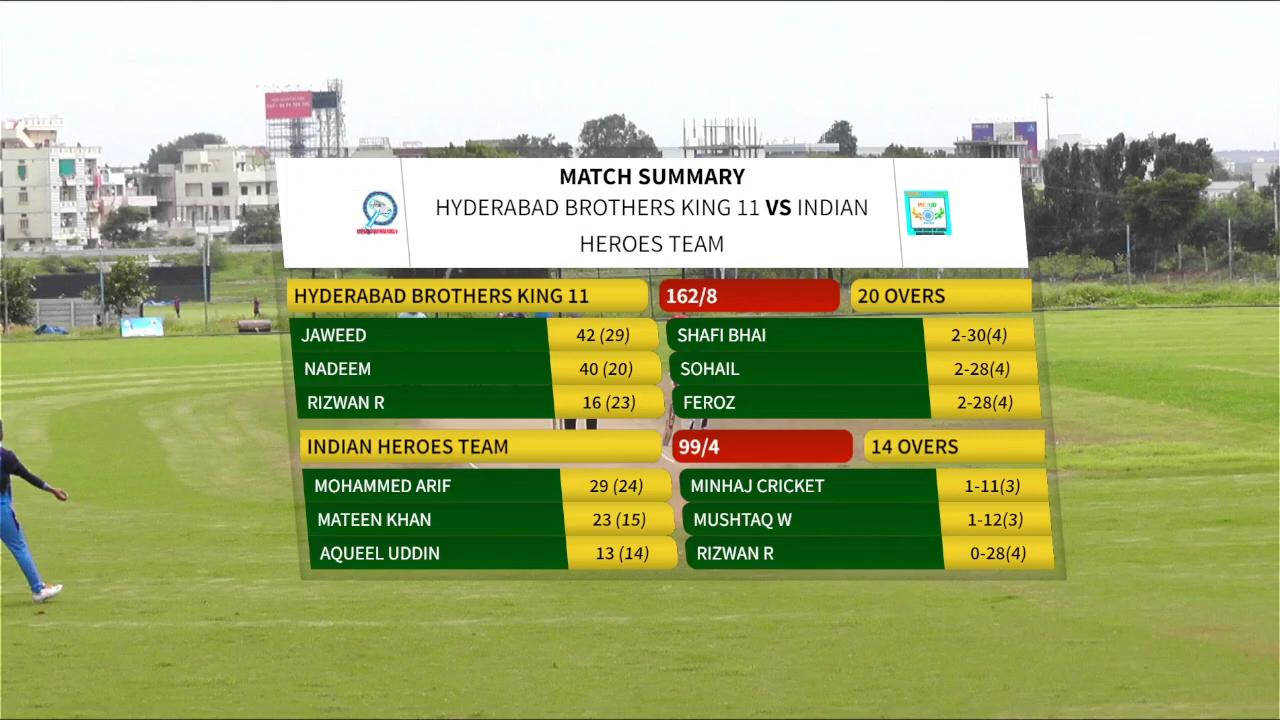 MATCH SUMMARY
HYDERABAD BROTHERS KING 11 VS INDIAN
HEROES TEAM
HYDERABAD BROTHERS KING 11 162/8 20 OVERS
JAWEED 42 (29) SHAFI BHAI 2-30(4)
NADEEM 40 (20) SOHAIL 2-28(4)
RIZWAN R 16 (23) FEROZ 2-28(4)
INDIAN HEROES TEAM 99/4 14 OVERS
MOHAMMED ARIF 29 (24) MINHAJ CRICKET 1-11(3)
MATEEN KHAN 23 (15) MUSHTAQ W 1-12(3)
AQUEEL UDDIN 13 (14) RIZWAN R 0-28(4)